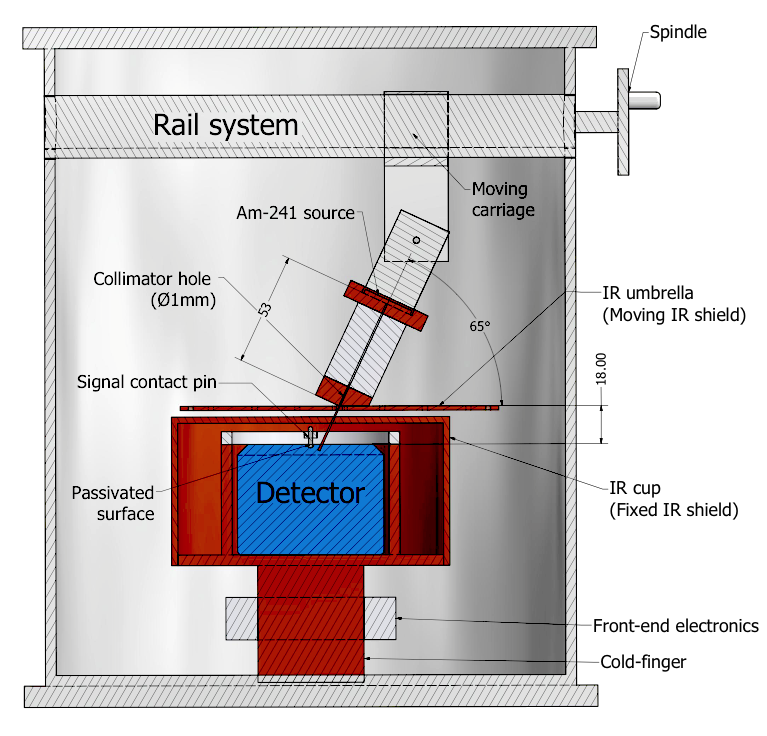 Spindle
Rail system
Moving
carriage
Am-241 source
Collimator hole
(Ø1mm)
53
IR umbrella
(Moving IR shield)
65°
18.00
Signal contact pin
Passivated
surface
Detector
IR cup
(Fixed IR shield)
Front-end electronics
Cold-finger